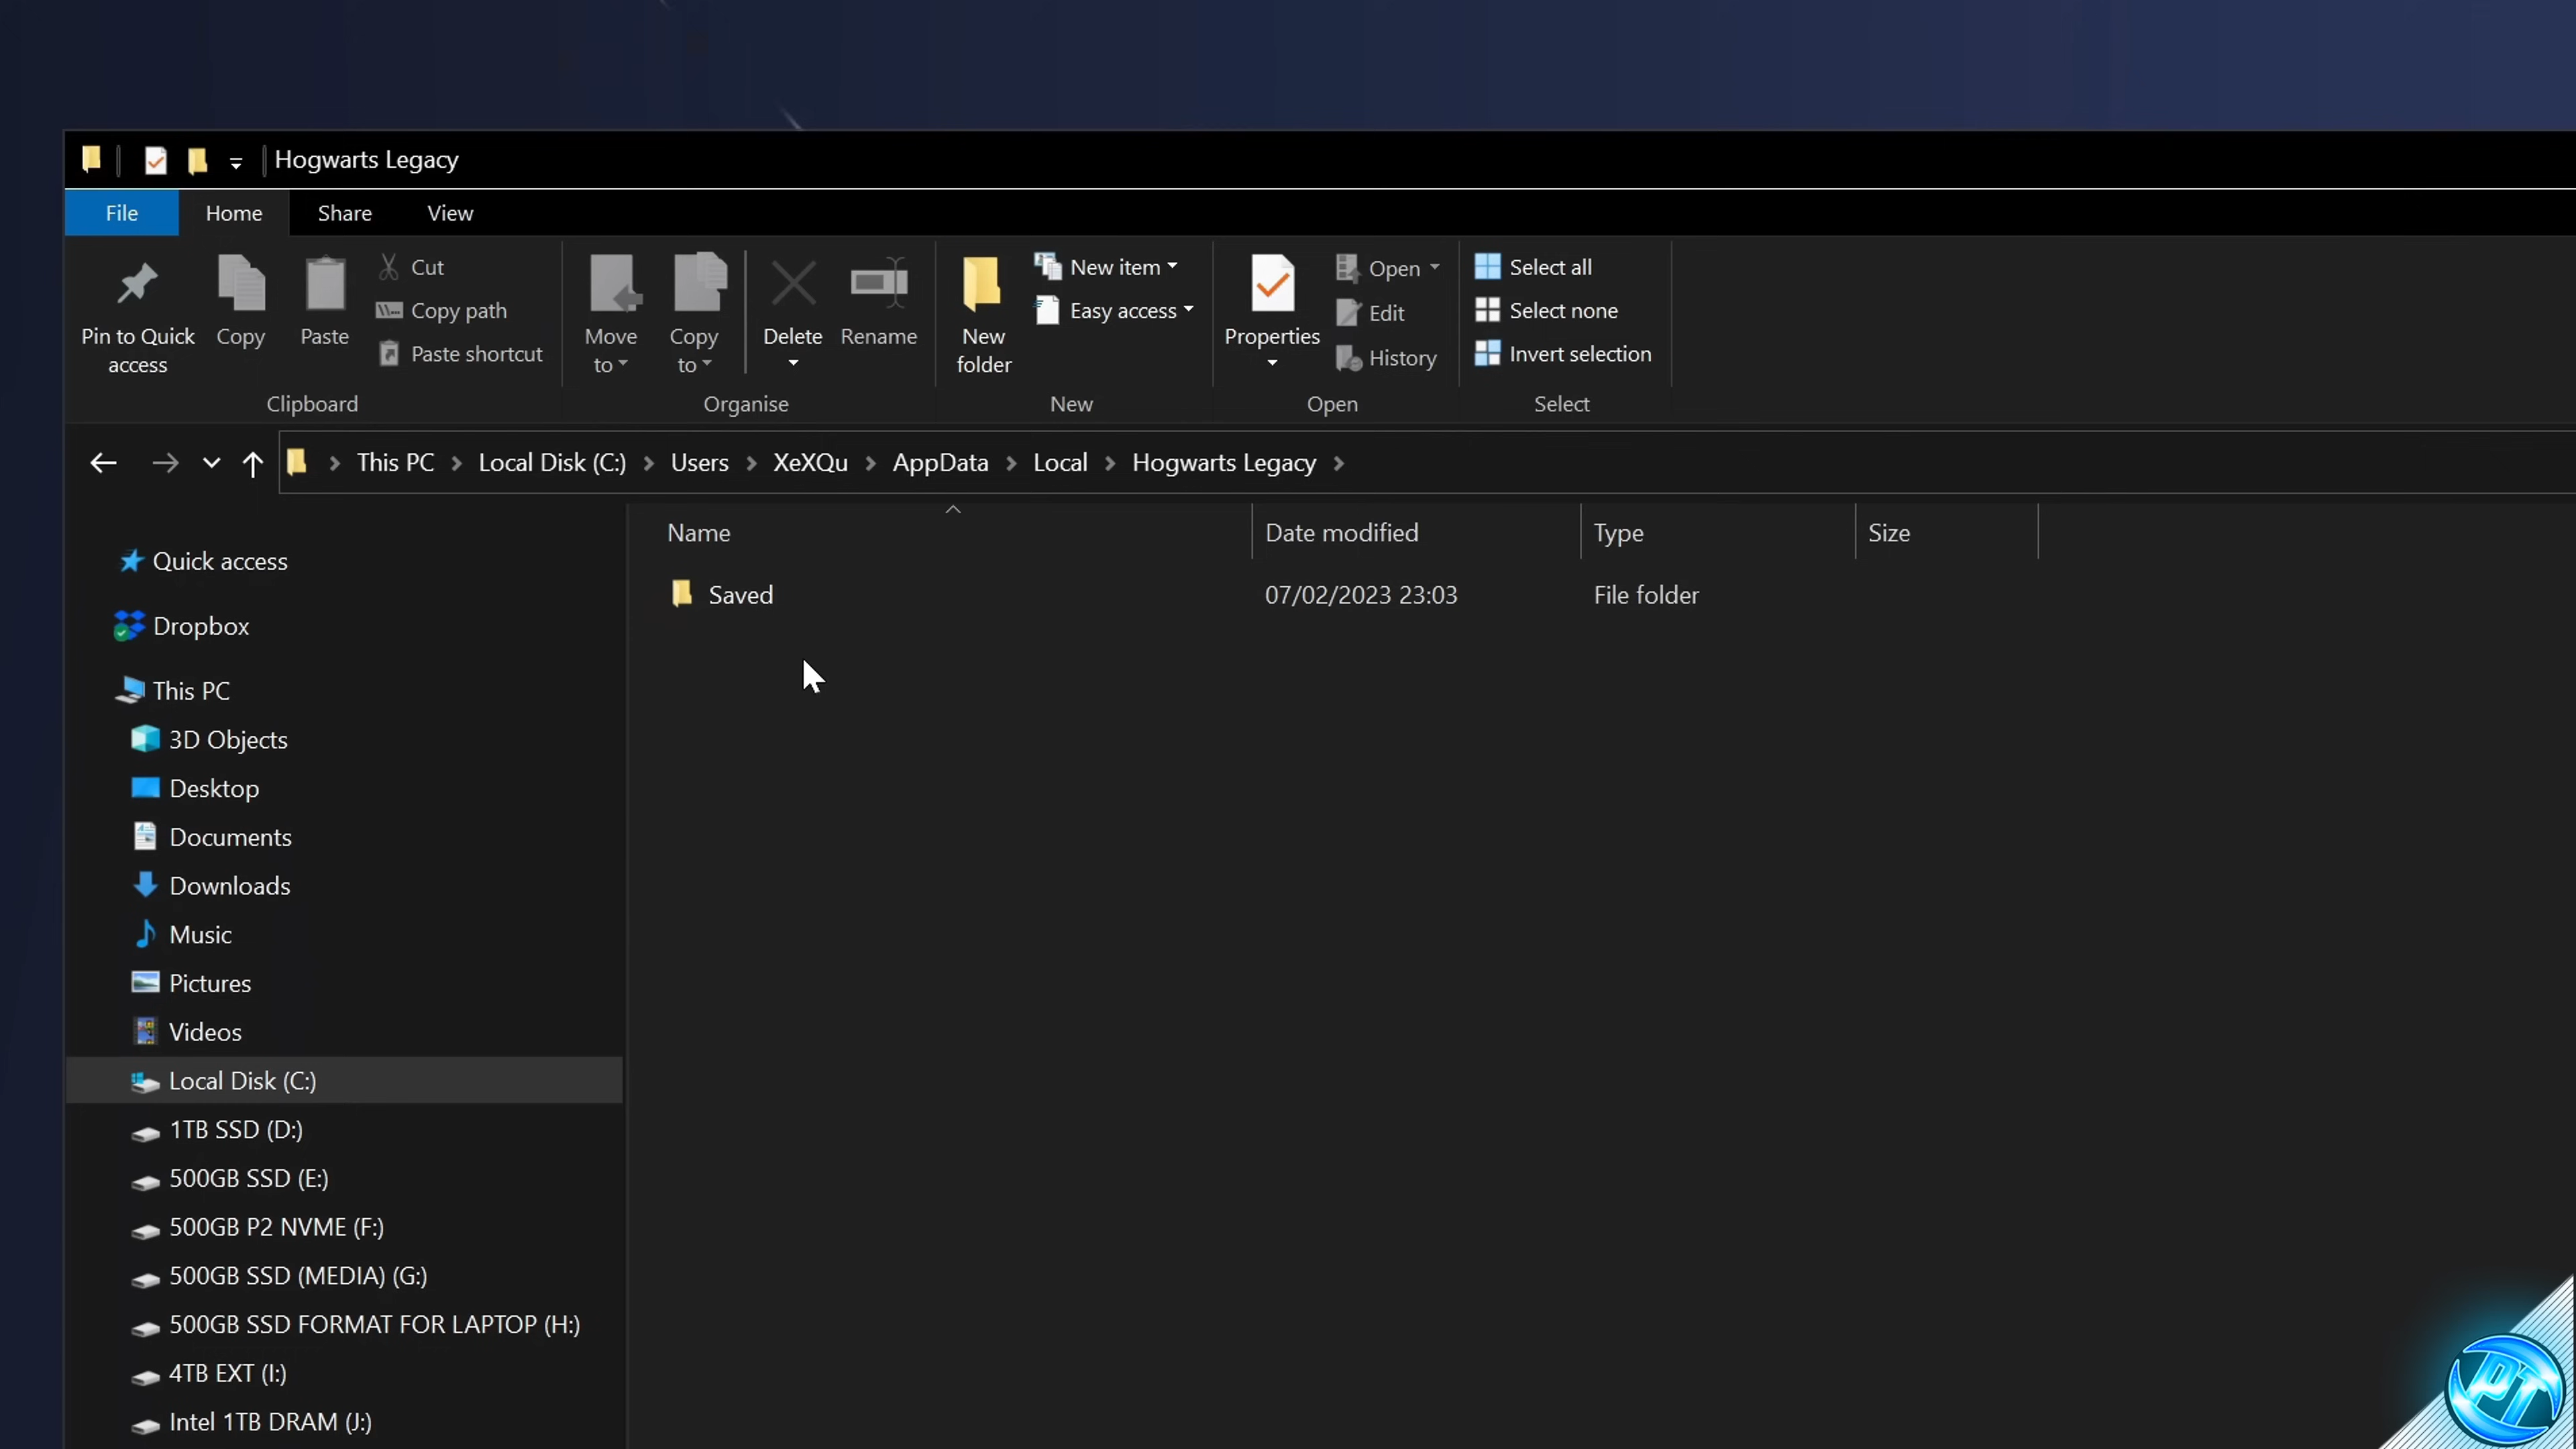 Hogwarts Legacy
File Home Share View
Pin to Quick access
Copy
Paste
Cut
Copy path
Paste shortcut
Clipboard
Move to
Copy to
Delete
Rename
Organise
New folder
New item
Easy access
New
Properties
Open
Edit
History
Open
Select all
Select none
Invert selection
Select
This PC > Local Disk (C:) > Users > XeXQu > AppData > Local > Hogwarts Legacy >
Name Date modified Type Size
Saved 07/02/2023 23:03 File folder
Quick access
Dropbox
This PC
3D Objects
Desktop
Documents
Downloads
Music
Pictures
Videos
Local Disk (C:)
1TB SSD (D:)
500GB SSD (E:)
500GB P2 NVME (F:)
500GB SSD (MEDIA) (G:)
500GB SSD FORMAT FOR LAPTOP (H:)
4TB EXT (I:)
Intel 1TB DRAM (J:)
PT